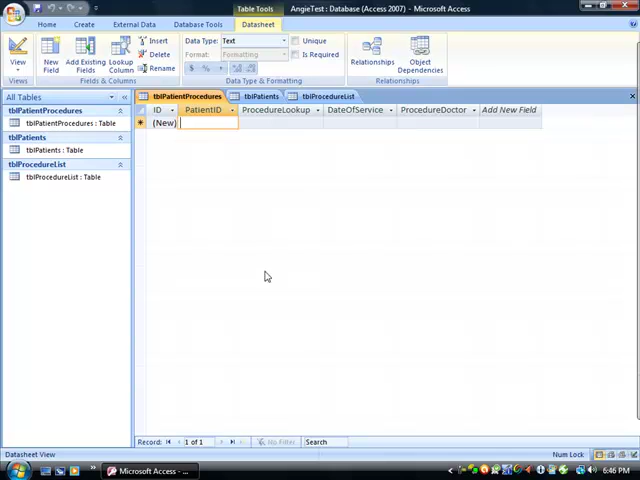 Table Tools
AngieTest : Database (Access 2007) - Microsoft Access
Home
Create
External Data
Database Tools
Datasheet
View
New Field
Add Existing Fields
Lookup Column
Insert
Delete
Rename
Data Type: Text
Format: Formatting
$ % ,
Unique
Is Required
Relationships
Object Dependencies
Views
Fields & Columns
Data Type & Formatting
Relationships
All Tables
tblPatientProcedures
tblPatientProcedures : Table
tblPatients
tblPatients : Table
tblProcedureList
tblProcedureList : Table
tblPatientProcedures
tblPatients
tblProcedureList
ID
PatientID
ProcedureLookup
DateOfService
ProcedureDoctor
Add New Field
(New)
Record:
1 of 1
No Filter
Search
Datasheet View
Num Lock
Microsoft Access - ...
6:46 PM